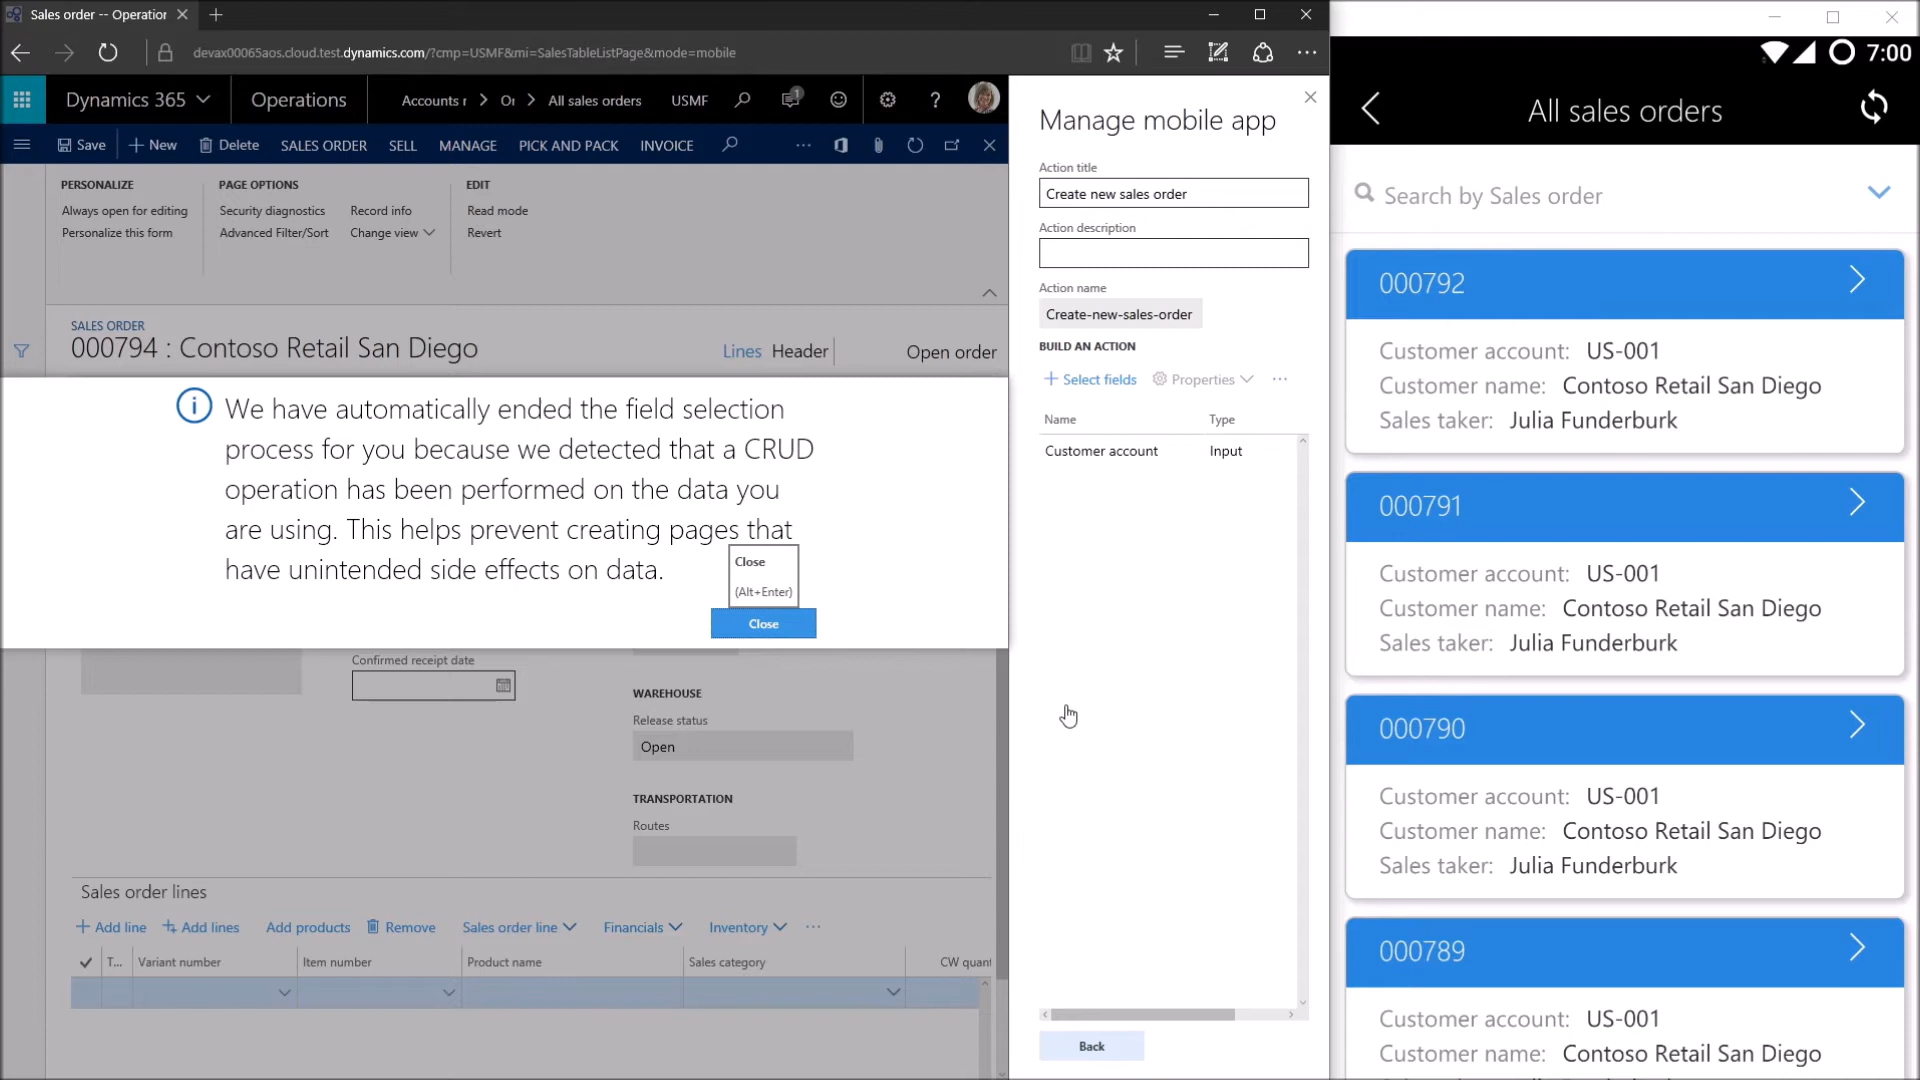 Sales order -- Operation
devax00065aos.cloud.test.dynamics.com/?cmp=USMF&mi=SalesTableListPage&mode=mobile
Dynamics 365
Operations
Accounts r
Or
All sales orders
USMF
1
?
Save
New
Delete
SALES ORDER
SELL
MANAGE
PICK AND PACK
INVOICE
PERSONALIZE
Always open for editing
Personalize this form
PAGE OPTIONS
Security diagnostics
Record info
Advanced Filter/Sort
Change view
EDIT
Read mode
Revert
SALES ORDER
000794 : Contoso Retail San Diego
Lines
Header
Open order
We have automatically ended the field selection
process for you because we detected that a CRUD
operation has been performed on the data you
are using. This helps prevent creating pages that
have unintended side effects on data.
Close
(Alt+Enter)
Close
Confirmed receipt date
WAREHOUSE
Release status
Open
TRANSPORTATION
Routes
Sales order lines
Add line
Add lines
Add products
Remove
Sales order line
Financials
Inventory
T...
Variant number
Item number
Product name
Sales category
CW quant
Manage mobile app
Action title
Create new sales order
Action description
Action name
Create-new-sales-order
BUILD AN ACTION
Select fields
Properties
Name
Type
Customer account
Input
Back
7:00
All sales orders
Search by Sales order
000792
Customer account: US-001
Customer name: Contoso Retail San Diego
Sales taker: Julia Funderburk
000791
Customer account: US-001
Customer name: Contoso Retail San Diego
Sales taker: Julia Funderburk
000790
Customer account: US-001
Customer name: Contoso Retail San Diego
Sales taker: Julia Funderburk
000789
Customer account: US-001
Customer name: Contoso Retail San Diego